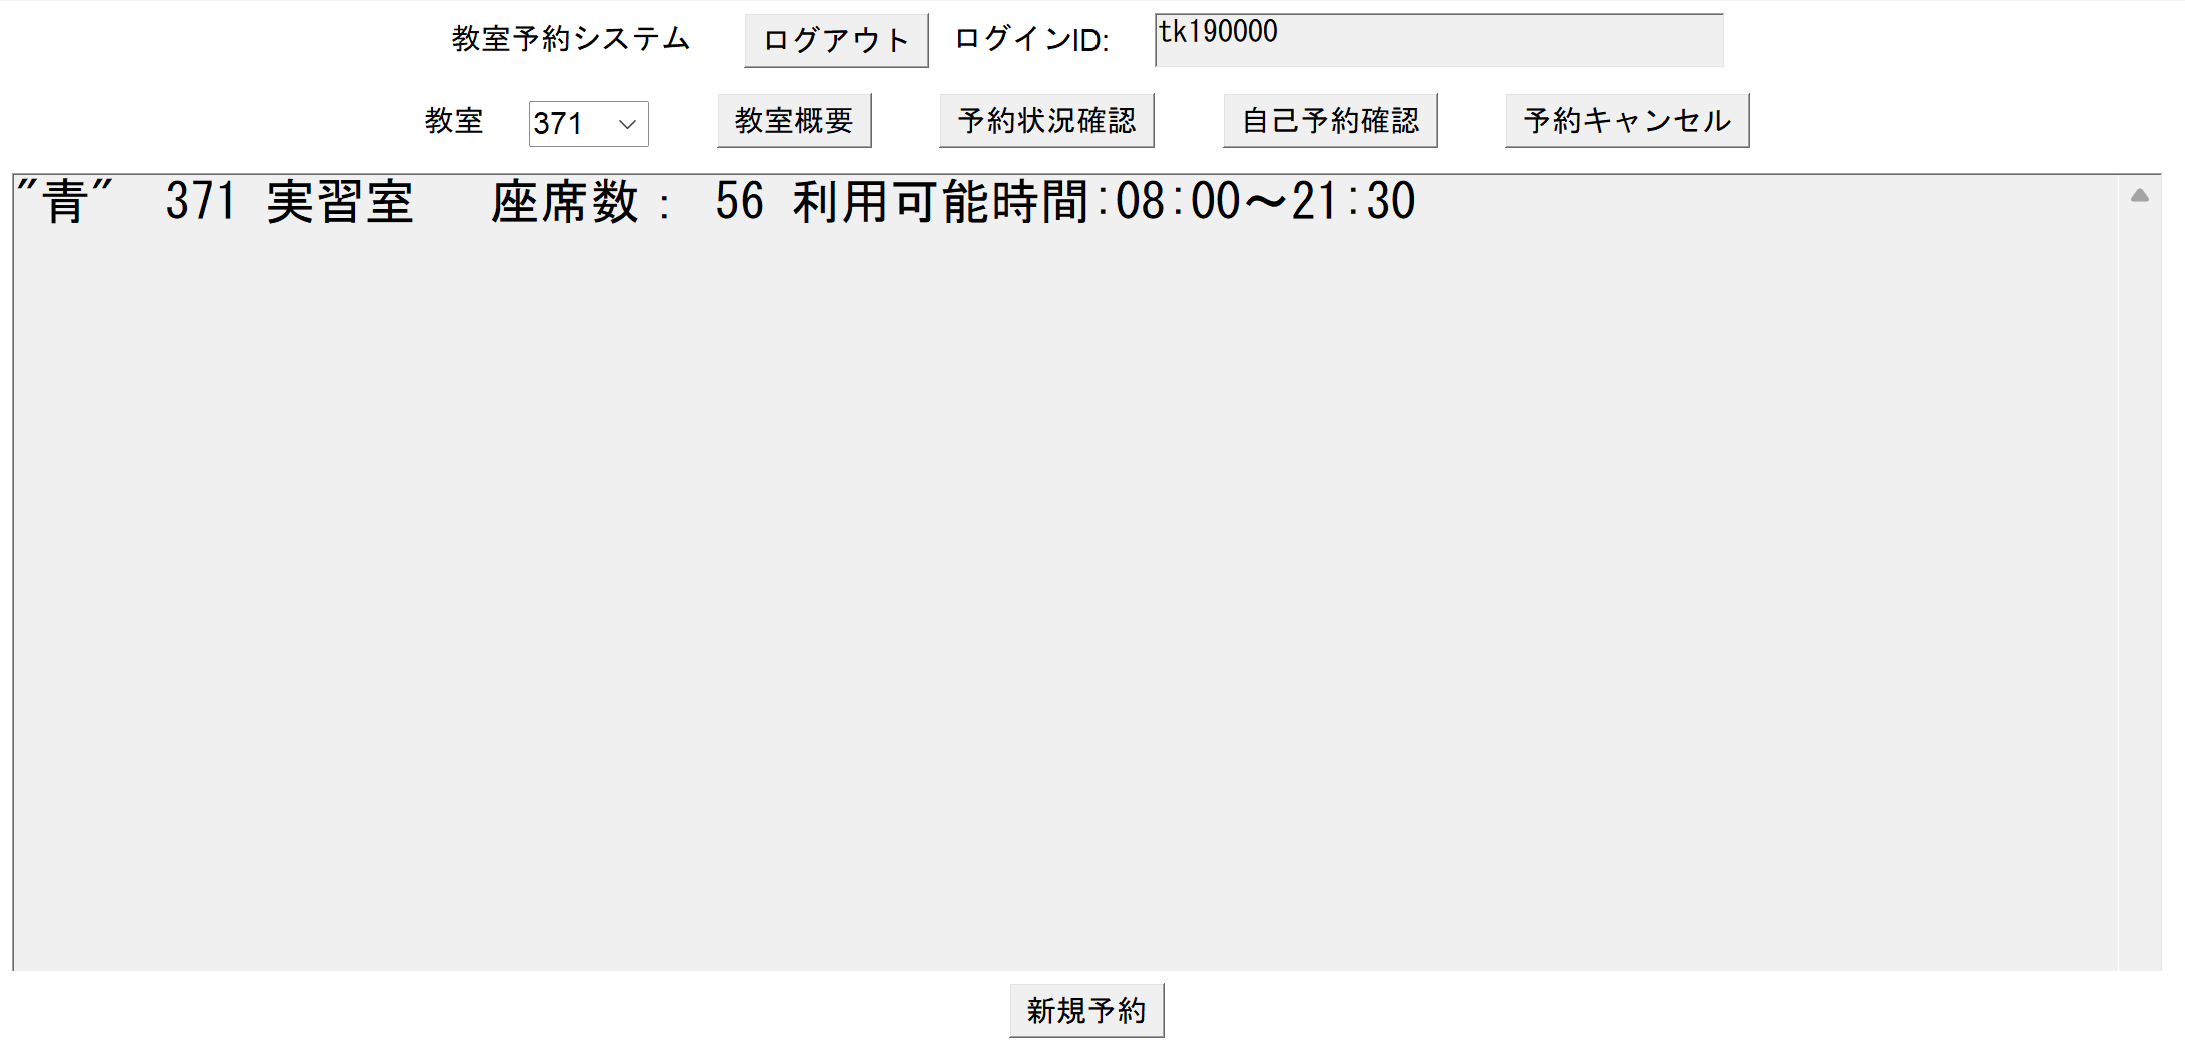 教室予約システム ログアウト ログインID: tk190000
教室 371 教室概要 予約状況確認 自己予約確認 予約キャンセル
"青" 371 実習室 座席数： 56 利用可能時間:08:00～21:30
新規予約